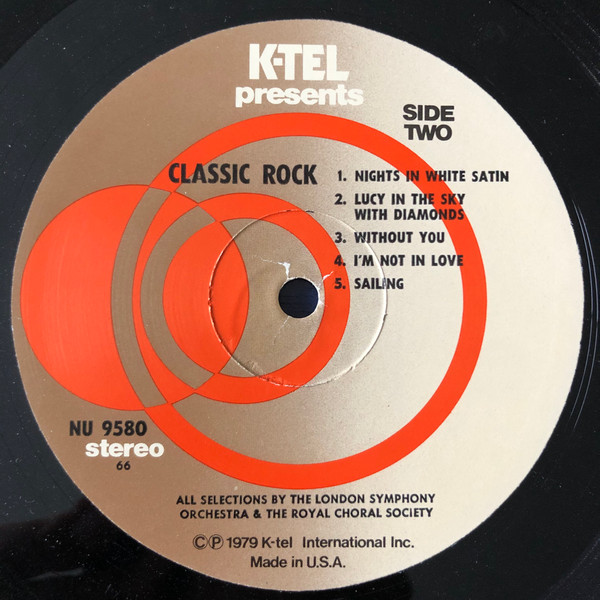 K-TEL
presents
SIDE
TWO
CLASSIC ROCK
1. NIGHTS IN WHITE SATIN
2. LUCY IN THE SKY
WITH DIAMONDS
3. WITHOUT YOU
4. I'M NOT IN LOVE
5. SAILING
NU 9580
stereo
66
ALL SELECTIONS BY THE LONDON SYMPHONY
ORCHESTRA & THE ROYAL CHORAL SOCIETY
©℗ 1979 K-tel International Inc.
Made in U.S.A.